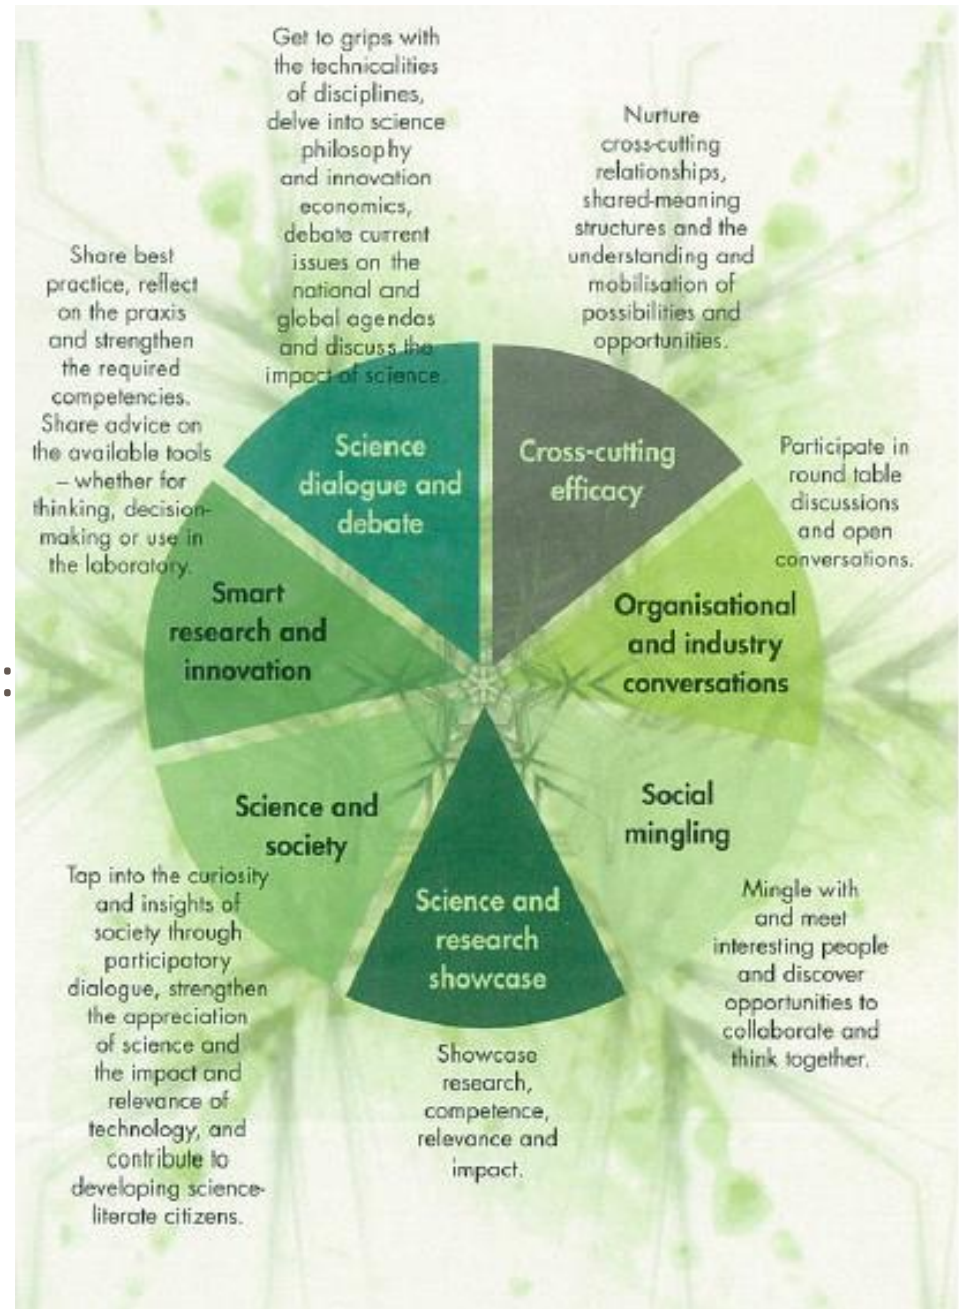 Get to grips with
the technicalities
of disciplines,
delve into science
philosophy
and innovation
economics,
debate current
issues on the
national and
global agendas
and discuss the
impact of science.
Nurture
cross-cutting
relationships,
shared-meaning
structures and the
understanding and
mobilisation of
possibilities and
opportunities.
Share best
practice, reflect
on the praxis
and strengthen
the required
competencies.
Share advice on
the available tools
– whether for
thinking, decision-
making or use in
the laboratory.
Participate in
round table
discussions
and open
conversations.
Science
dialogue and
debate
Cross-cutting
efficacy
Smart
research and
innovation
Organisational
and industry
conversations
Science and
society
Social
mingling
Science and
research
showcase
Tap into the curiosity
and insights of
society through
participatory
dialogue, strengthen
the appreciation
of science and
the impact and
relevance of
technology, and
contribute to
developing science-
literate citizens.
Mingle with
and meet
interesting people
and discover
opportunities to
collaborate and
think together.
Showcase
research,
competence,
relevance and
impact.